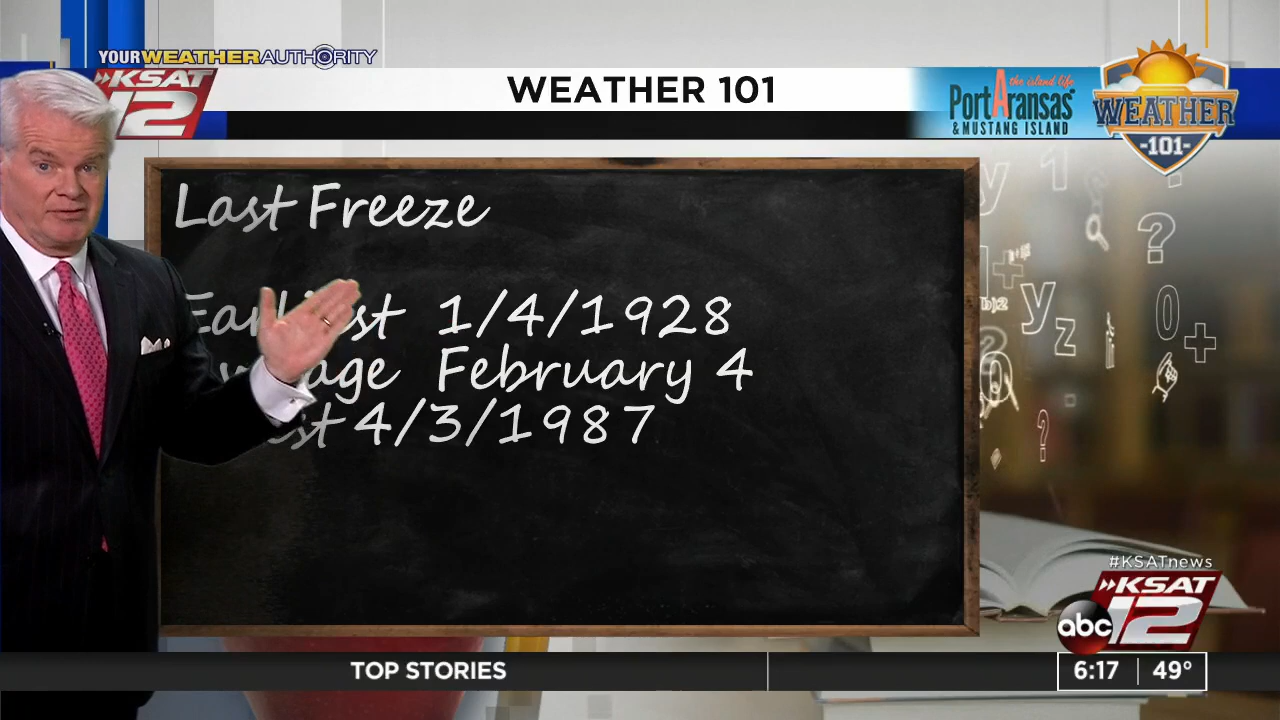 YOUR WEATHER AUTHORITY
KSAT
12
WEATHER 101
the island life
Port Aransas
& MUSTANG ISLAND
WEATHER
-101-
Last Freeze
1/4/1928
February 4
4/3/1987
#KSATnews
KSAT
abc 12
TOP STORIES
6:17 49°